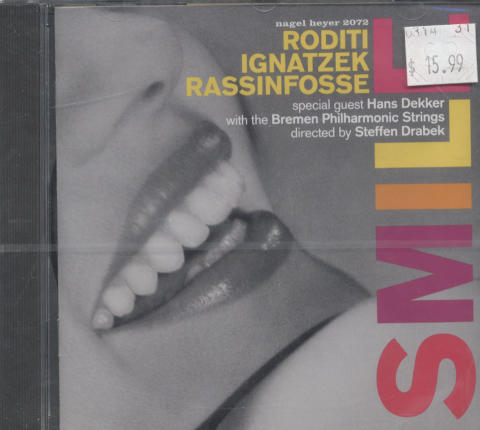 nagel heyer 2072
RODITI
IGNATZEK
RASSINFOSSE
special guest Hans Dekker
with the Bremen Philharmonic Strings
directed by Steffen Drabek
SMILE
$ 15.99